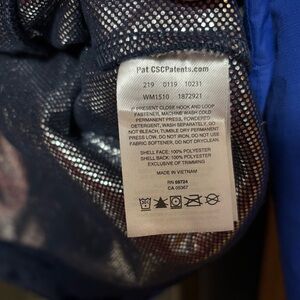 Pat CSCPatents.com
219 0119 10231
WM1510 1872921
IF PRESENT CLOSE HOOK AND LOOP
FASTENER, MACHINE WASH COLD
PERMANENT PRESS, POWDERED
DETERGENT, WASH SEPARATELY, DO
NOT BLEACH, TUMBLE DRY PERMANENT
PRESS LOW, DO NOT IRON, DO NOT USE
FABRIC SOFTENER, DO NOT DRYCLEAN.
SHELL FACE: 100% POLYESTER
SHELL BACK: 100% POLYESTER
EXCLUSIVE OF TRIMMING
MADE IN VIETNAM
RN 69724
CA 05367